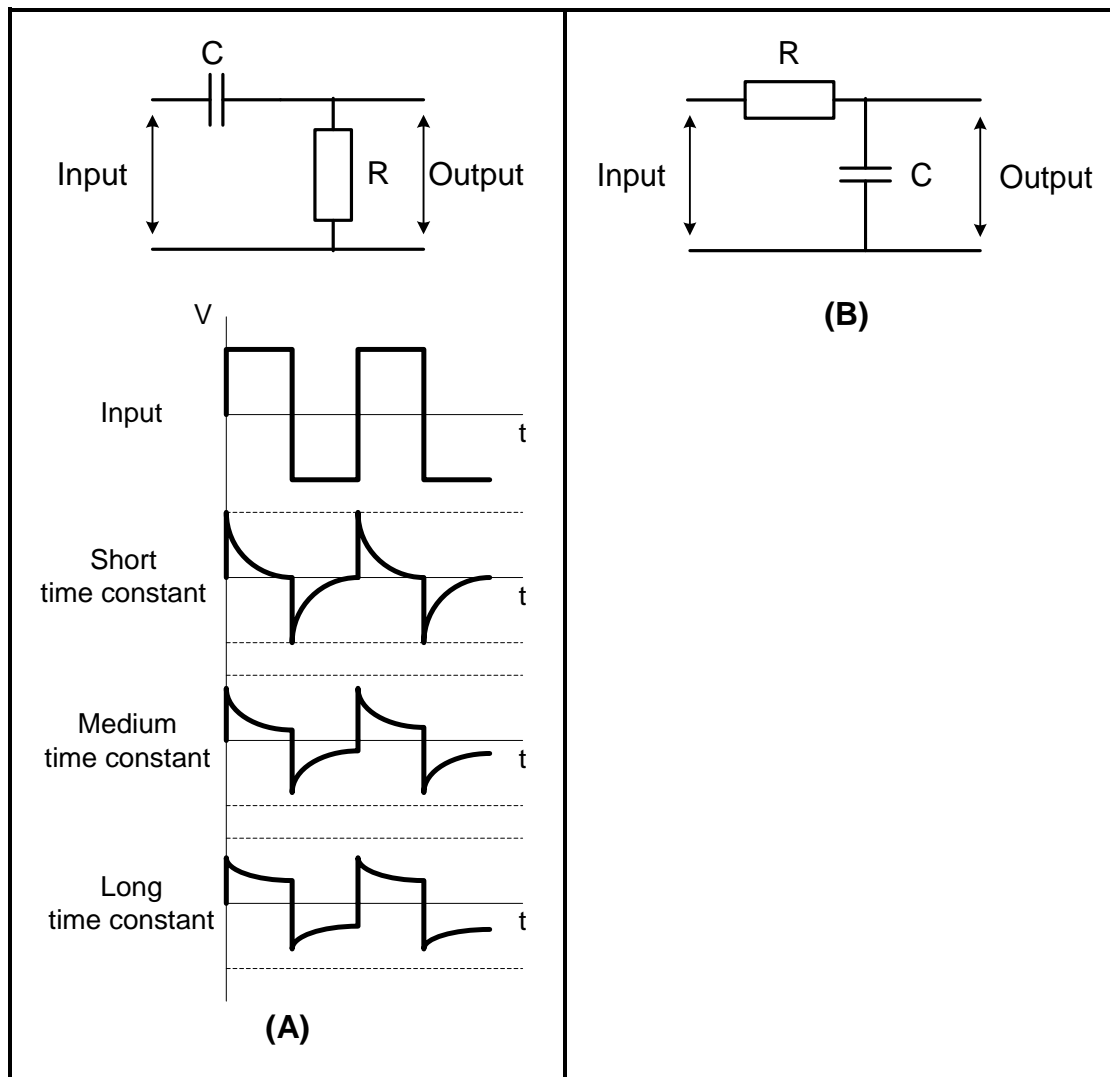 C
R
Input
Output
V
Input
t
Short
time constant
t
Medium
time constant
t
Long
time constant
t
(A)
R
C
Input
Output
(B)